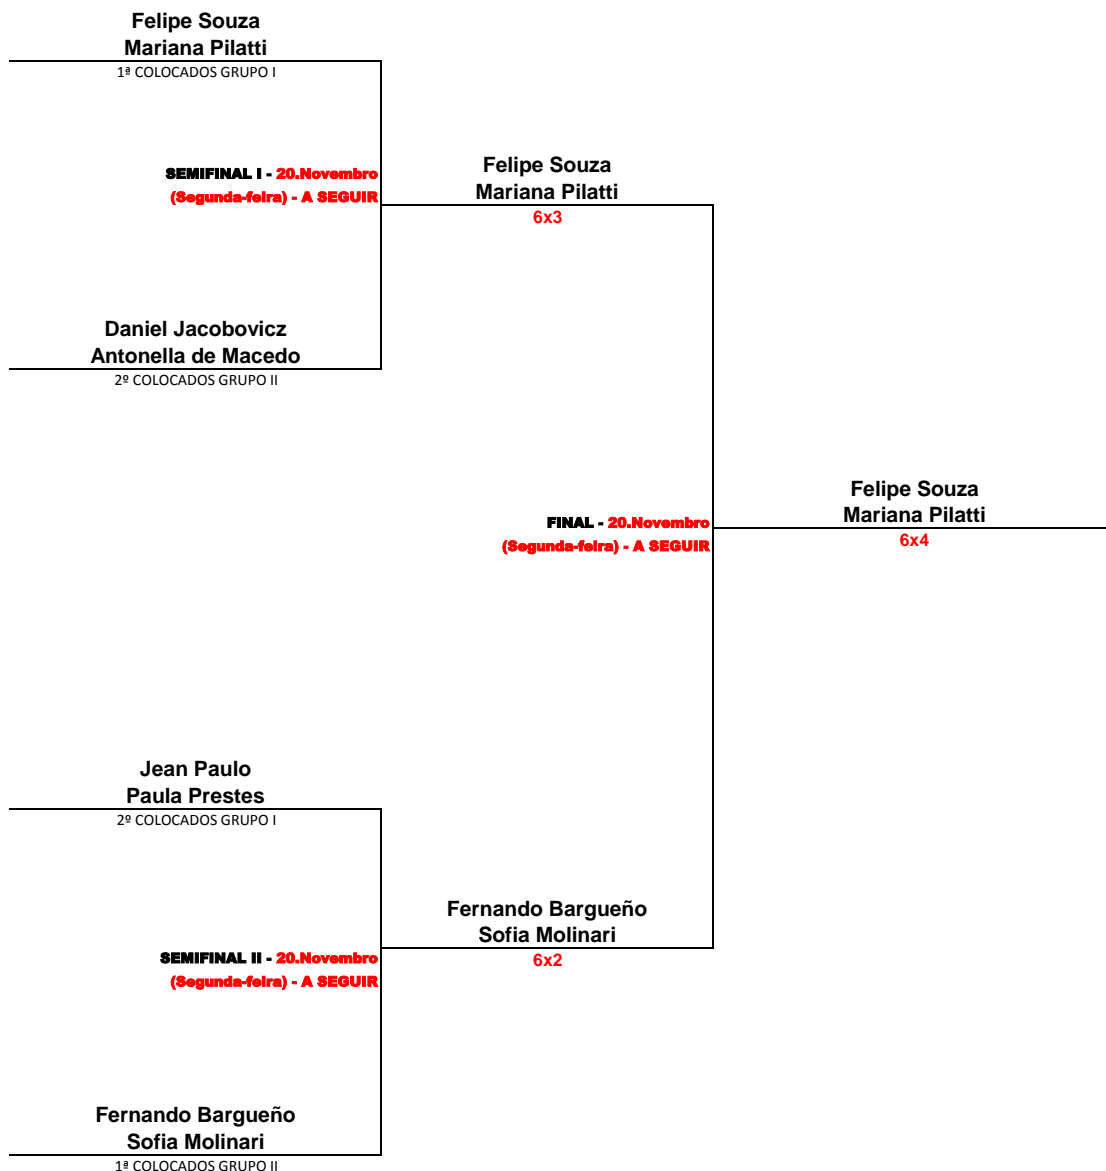 Felipe Souza
Mariana Pilatti
1ª COLOCADOS GRUPO I
SEMIFINAL I - 20.Novembro
(Segunda-feira) - A SEGUIR
Felipe Souza
Mariana Pilatti
6x3
Daniel Jacobovicz
Antonella de Macedo
2º COLOCADOS GRUPO II
FINAL - 20.Novembro
(Segunda-feira) - A SEGUIR
Felipe Souza
Mariana Pilatti
6x4
Jean Paulo
Paula Prestes
2º COLOCADOS GRUPO I
SEMIFINAL II - 20.Novembro
(Segunda-feira) - A SEGUIR
Fernando Bargueño
Sofia Molinari
6x2
Fernando Bargueño
Sofia Molinari
1ª COLOCADOS GRUPO II